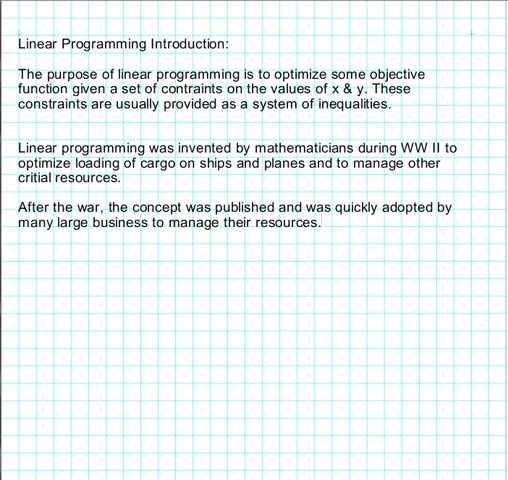 Linear Programming Introduction:
The purpose of linear programming is to optimize some objective
function given a set of contraints on the values of x & y. These
constraints are usually provided as a system of inequalities.
Linear programming was invented by mathematicians during WW II to
optimize loading of cargo on ships and planes and to manage other
critial resources.
After the war, the concept was published and was quickly adopted by
many large business to manage their resources.